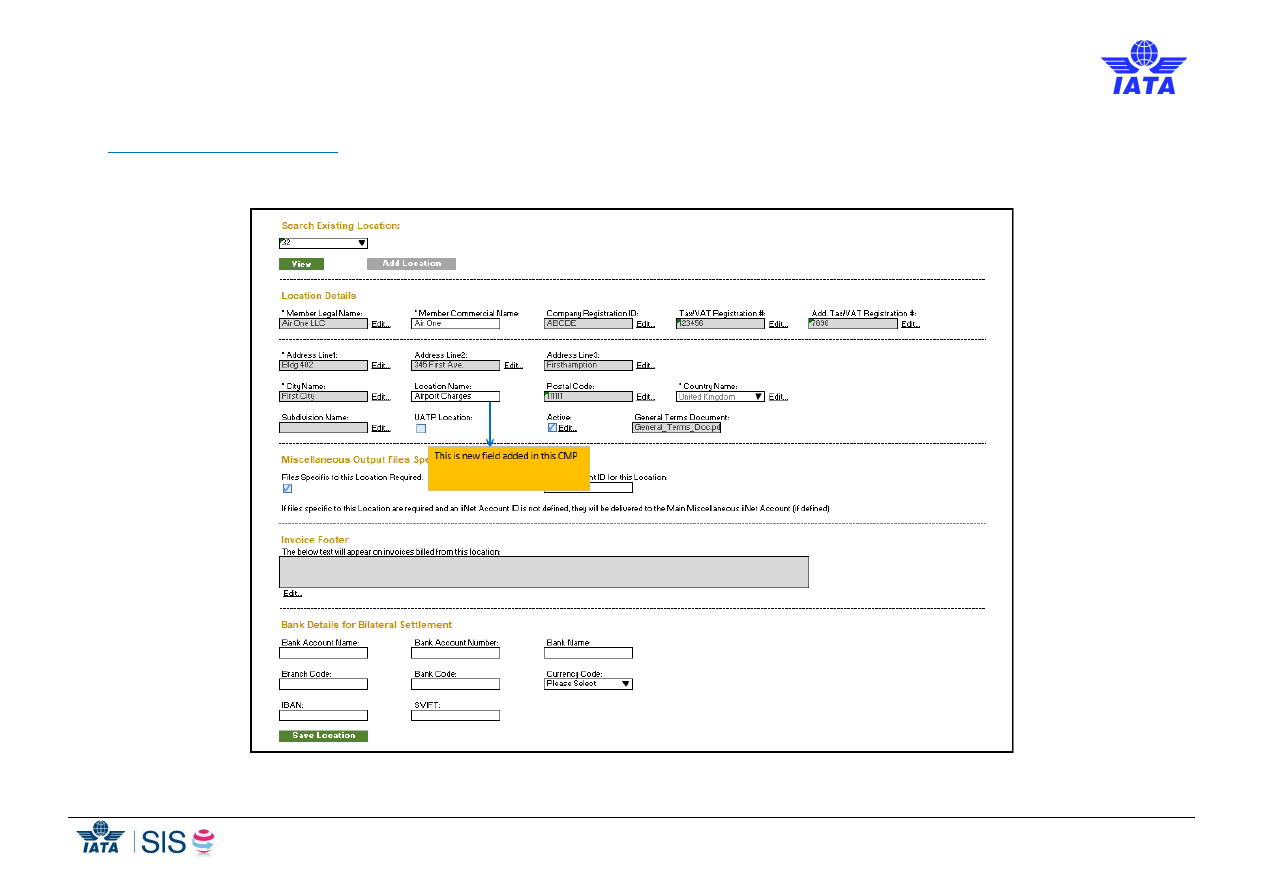 IATA
Search Existing Location:
32
View Add Location
Location Details
* Member Legal Name: * Member Commercial Name: Company Registration ID: Tax/VAT Registration #: Add. Tax/VAT Registration #:
Air One LLC Edit... Air One ABCDE Edit... 123456 Edit... 7890 Edit...
* Address Line1: Address Line2: Address Line3:
Bldg 402 Edit... 345 First Ave. Edit... Firsthamption Edit...
* City Name: Location Name: Postal Code: * Country Name:
First City Edit... Airport Charges 11111 Edit... United Kingdom Edit...
Subdivision Name: UATP Location: Active: General Terms Document:
Edit... Edit... General_Terms_Doc.pd
Miscellaneous Output Files Spe
This is new field added in this CMP
Files Specific to this Location Required: nt ID for this Location:
If files specific to this Location are required and an iiNet Account ID is not defined, they will be delivered to the Main Miscellaneous iiNet Account (if defined)
Invoice Footer
The below text will appear on invoices billed from this location:
Edit...
Bank Details for Bilateral Settlement
Bank Account Name: Bank Account Number: Bank Name:
Branch Code: Bank Code: Currency Code:
Please Select
IBAN: SWIFT:
Save Location
IATA SIS